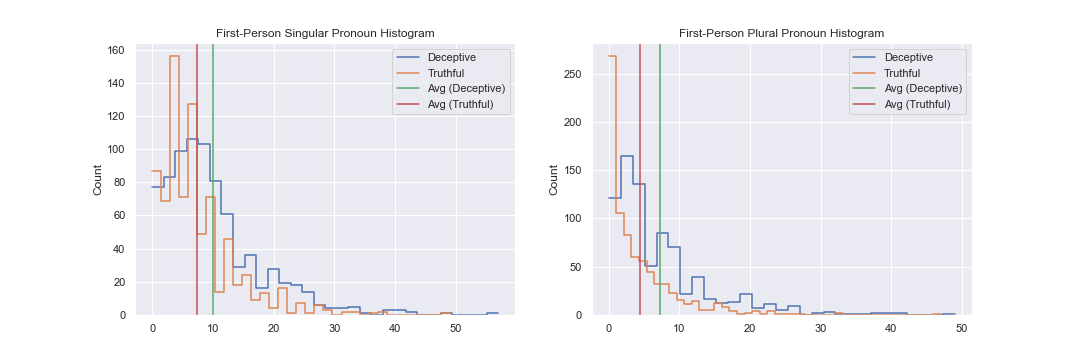 First-Person Singular Pronoun Histogram
Count
160
140
120
100
80
60
40
20
0
0
10
20
30
40
50
Deceptive
Truthful
Avg (Deceptive)
Avg (Truthful)
First-Person Plural Pronoun Histogram
Count
250
200
150
100
50
0
0
10
20
30
40
50
Deceptive
Truthful
Avg (Deceptive)
Avg (Truthful)